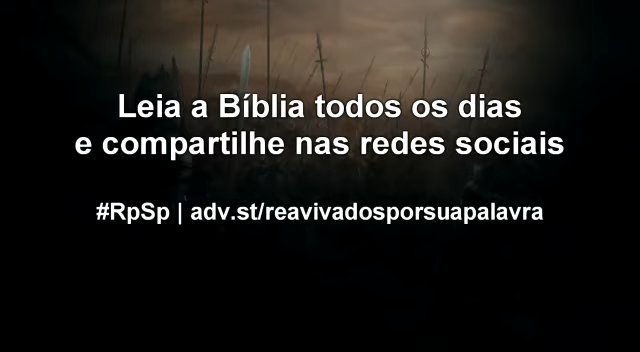 Leia a Bíblia todos os dias
e compartilhe nas redes sociais
#RpSp | adv.st/reavivadosporsuapalavra